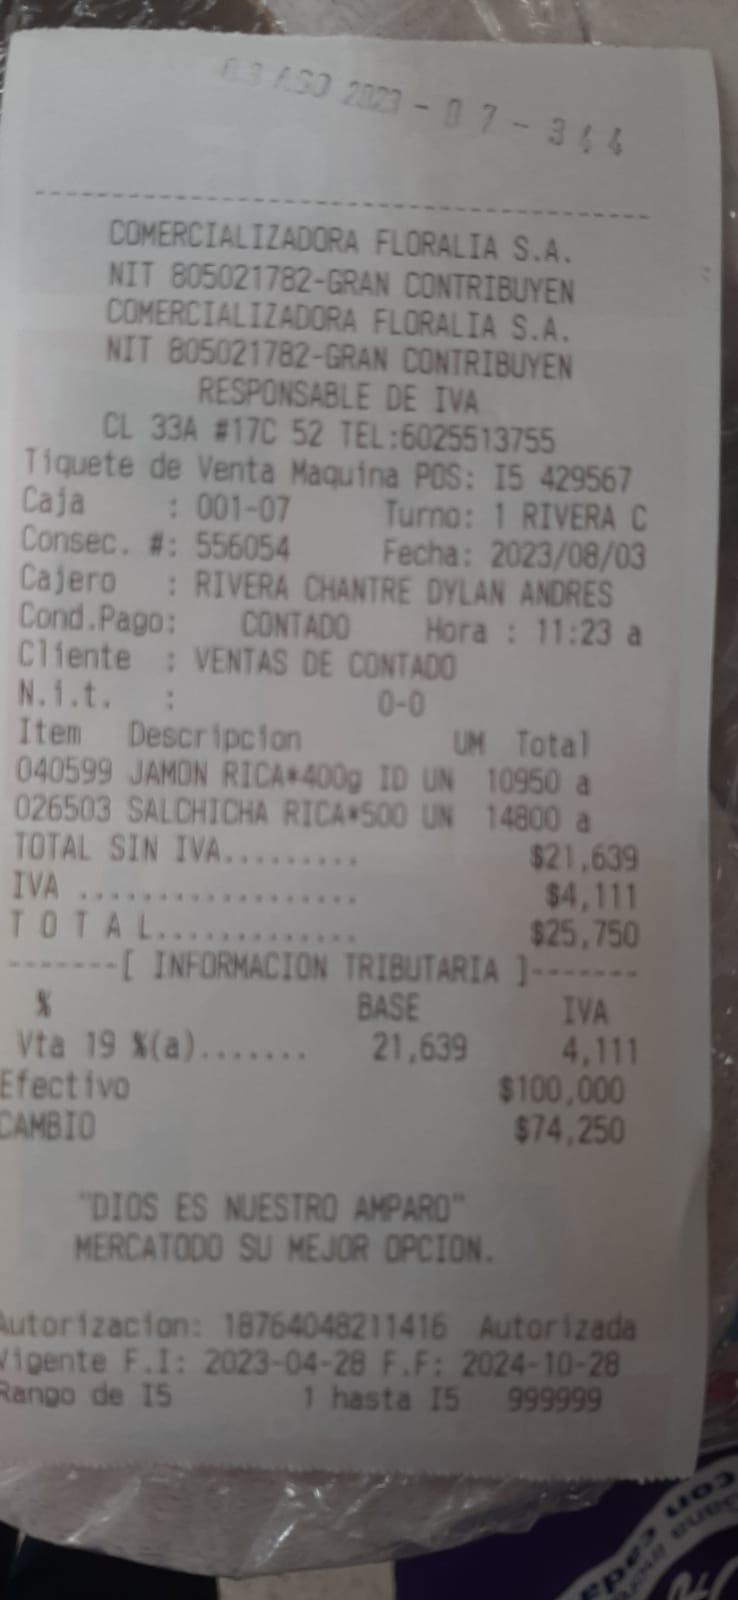 03 AGO 2023 - 07 - 344
COMERCIALIZADORA FLORALIA S.A.
NIT 805021782-GRAN CONTRIBUYEN
COMERCIALIZADORA FLORALIA S.A.
NIT 805021782-GRAN CONTRIBUYEN
RESPONSABLE DE IVA
CL 33A #17C 52 TEL:6025513755
Tiquete de Venta Maquina POS: I5 429567
Caja : 001-07 Turno: 1 RIVERA C
Consec. #: 556054 Fecha: 2023/08/03
Cajero : RIVERA CHANTRE DYLAN ANDRES
Cond.Pago: CONTADO Hora : 11:23 a
Cliente : VENTAS DE CONTADO
N.i.t. : 0-0
Item Descripcion UM Total
040599 JAMON RICA*400g ID UN 10950 a
026503 SALCHICHA RICA*500 UN 14800 a
TOTAL SIN IVA......... $21,639
IVA .................. $4,111
T O T A L............. $25,750
-------[ INFORMACION TRIBUTARIA ]-------
% BASE IVA
Vta 19 %(a)....... 21,639 4,111
Efectivo $100,000
CAMBIO $74,250
"DIOS ES NUESTRO AMPARO"
MERCATODO SU MEJOR OPCION.
Autorizacion: 18764048211416 Autorizada
Vigente F.I: 2023-04-28 F.F: 2024-10-28
Rango de I5 1 hasta I5 999999
con cada